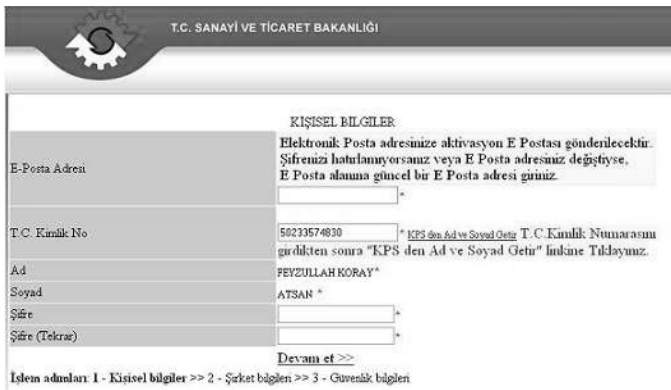 T.C. SANAYİ VE TİCARET BAKANLIĞI
KİŞİSEL BİLGİLER
E-Posta Adresi
Elektronik Posta adresinize aktivasyon E Postası gönderilecektir.
Şifrenizi hatırlamıyorsanız veya E Posta adresiniz değiştiyse,
E Posta alanına güncel bir E Posta adresi giriniz.
*
T.C. Kimlik No
50233574830 * KPS den Ad ve Soyad Getir T.C.Kimlik Numarasını
girdikten sonra "KPS den Ad ve Soyad Getir" linkine Tıklayınız.
Ad FEYZULLAH KORAY*
Soyad ATSAN *
Şifre *
Şifre (Tekrar) *
Devam et >>
İşlem adımları: 1 - Kişisel bilgiler >> 2 - Şirket bilgileri >> 3 - Güvenlik bilgileri